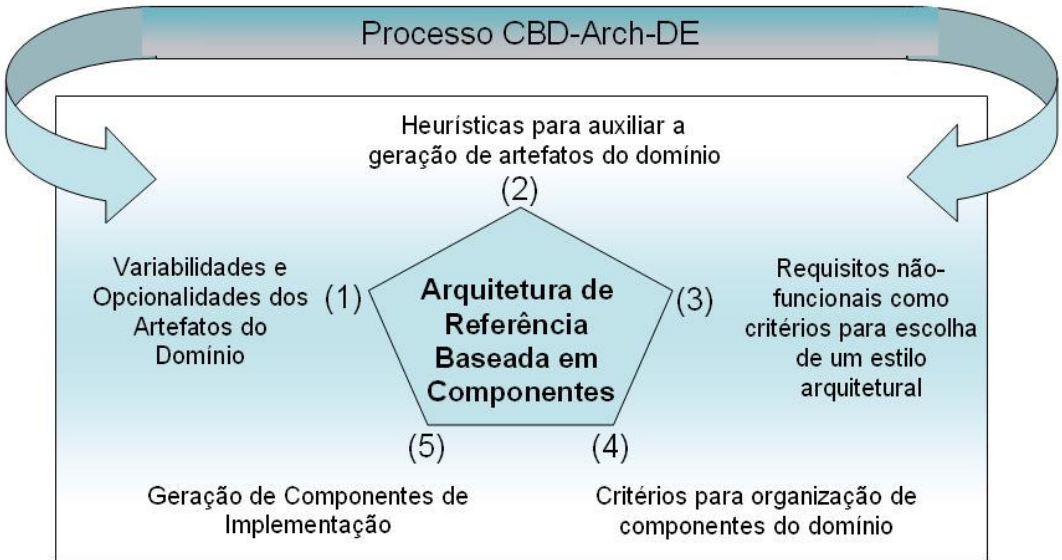 Processo CBD-Arch-DE
Heurísticas para auxiliar a
geração de artefatos do domínio
(2)
Variabilidades e
Opcionalidades dos
Artefatos do
Domínio
(1)
Arquitetura de
Referência
Baseada em
Componentes
(3)
Requisitos não-
funcionais como
critérios para escolha
de um estilo
arquitetural
(5)
(4)
Geração de Componentes de
Implementação
Critérios para organização de
componentes do domínio